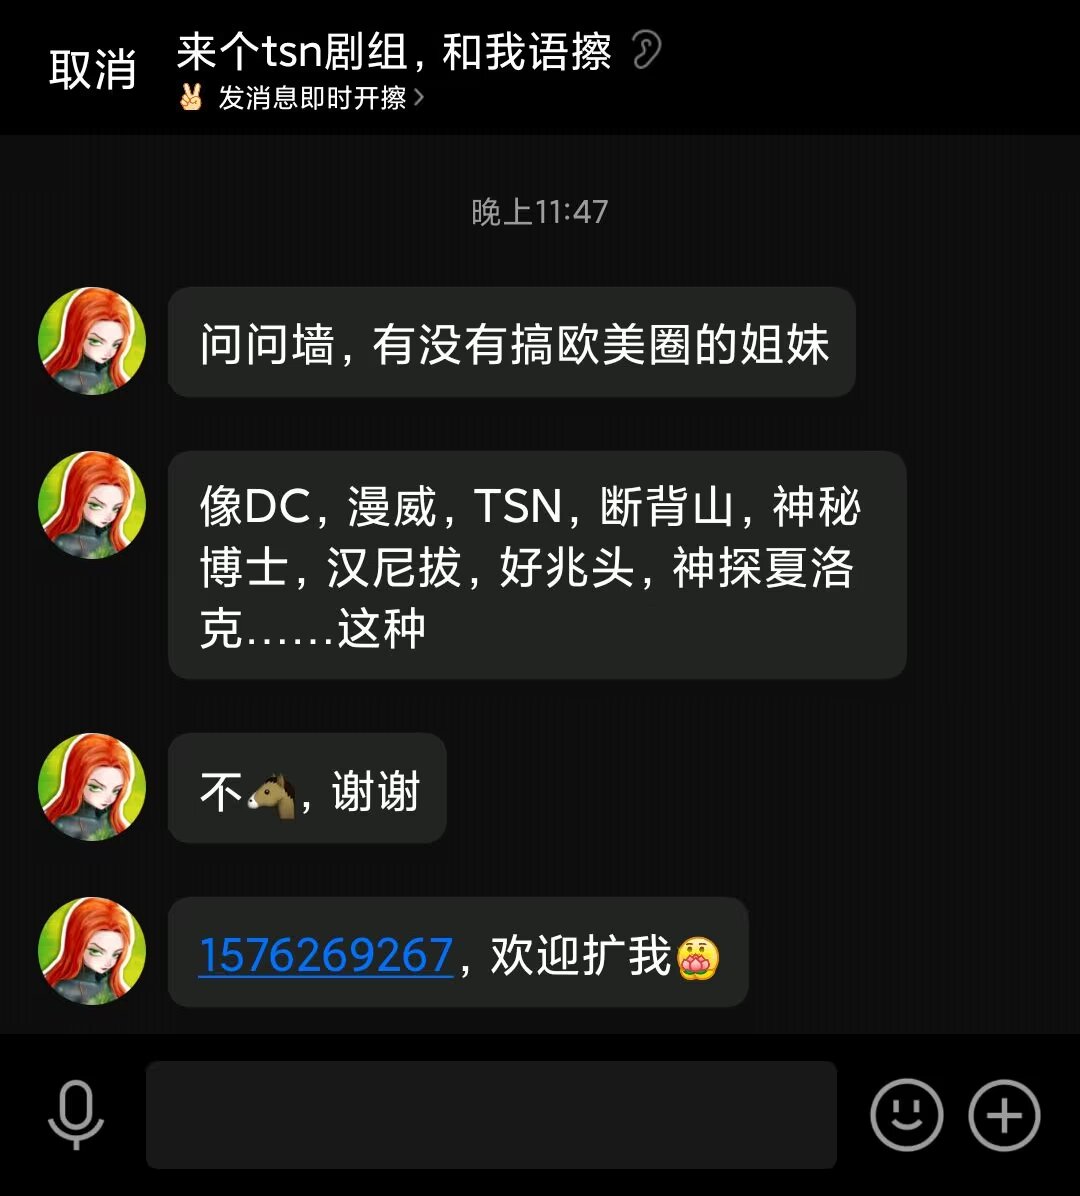 取消
来个tsn剧组，和我语擦
✌🏻 发消息即时开擦
晚上11:47
问问墙，有没有搞欧美圈的姐妹
像DC，漫威，TSN，断背山，神秘
博士，汉尼拔，好兆头，神探夏洛
克……这种
不🐴，谢谢
1576269267，欢迎扩我